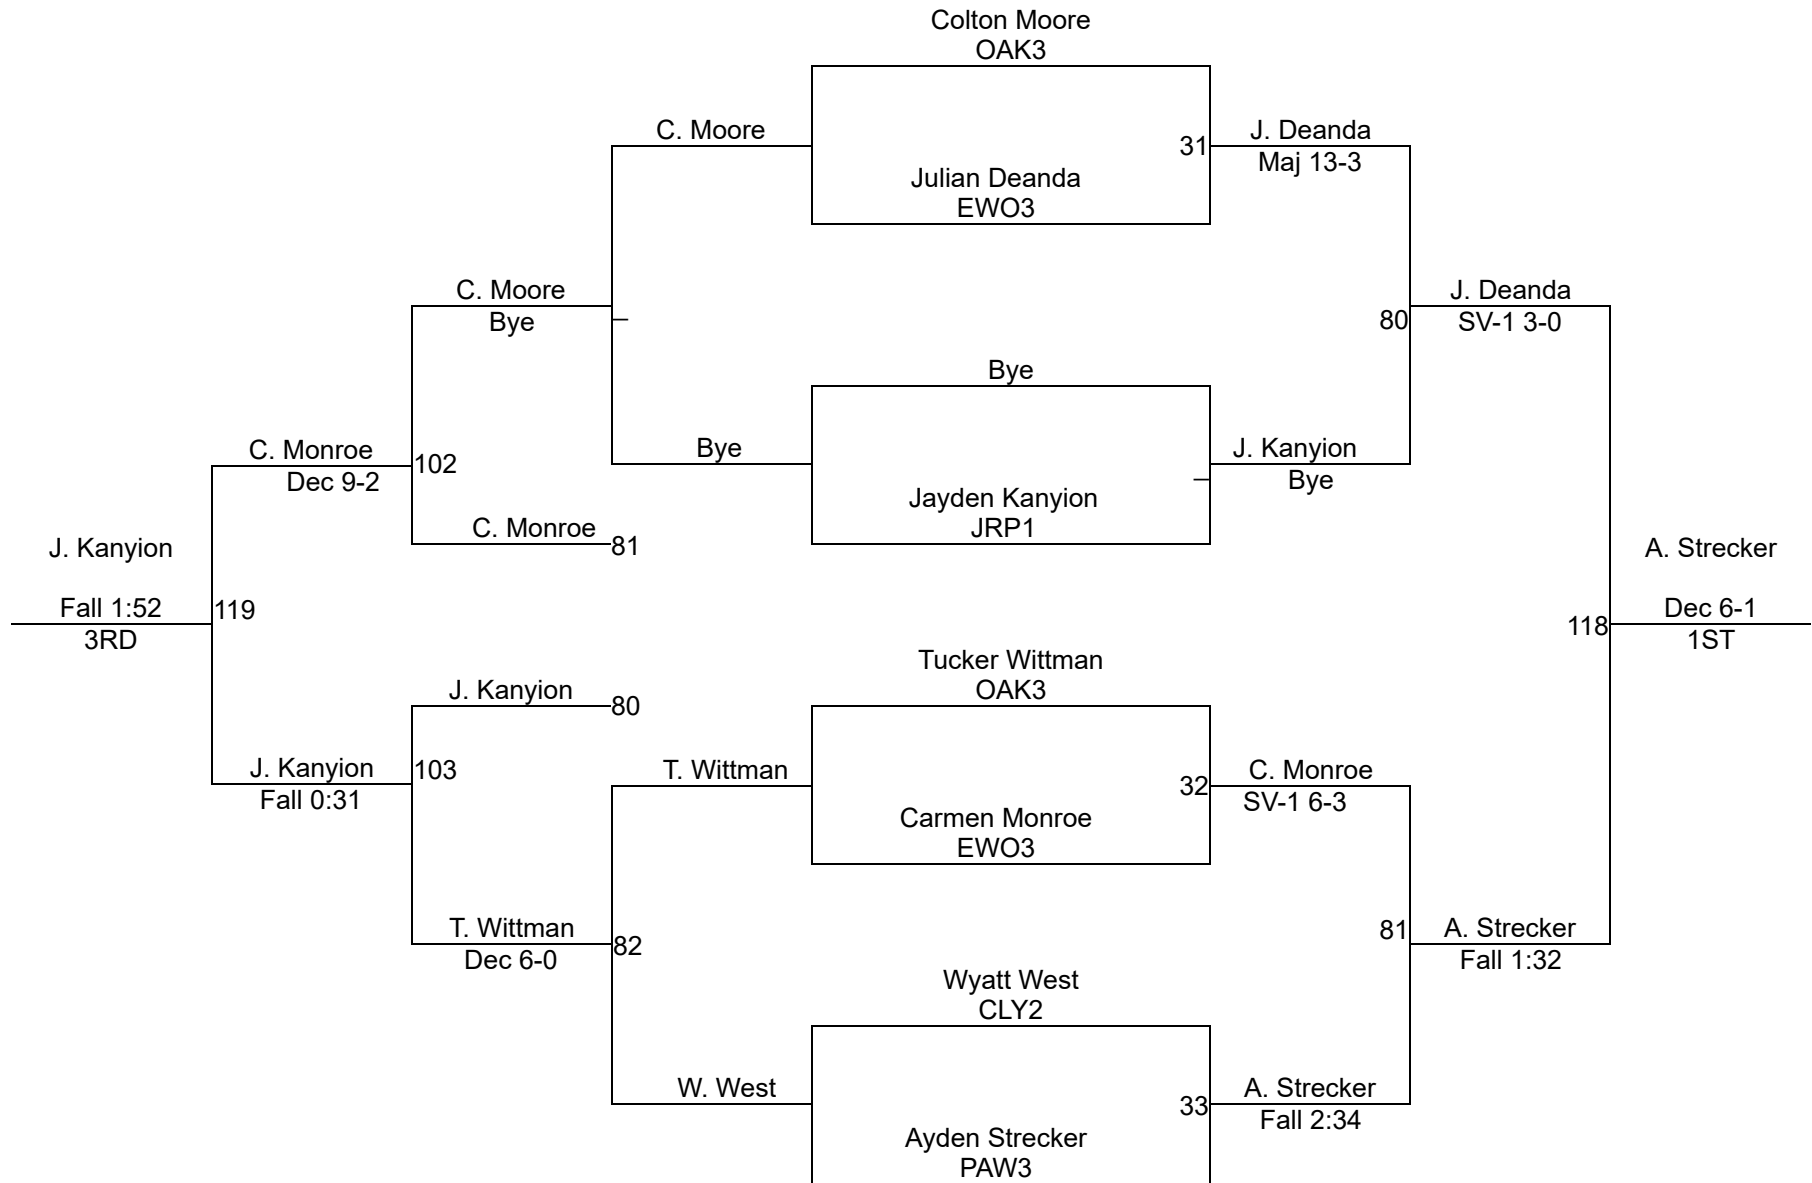 Colton Moore
OAK3
C. Moore
31
J. Deanda
Maj 13-3
Julian Deanda
EWO3
C. Moore
Bye
J. Deanda
SV-1 3-0
80
Bye
C. Monroe
Dec 9-2
102
Bye
J. Kanyion
Bye
Jayden Kanyion
JRP1
C. Monroe
81
J. Kanyion
Fall 1:52
3RD
119
A. Strecker
Dec 6-1
1ST
118
Tucker Wittman
OAK3
J. Kanyion
80
J. Kanyion
Fall 0:31
103
T. Wittman
32
C. Monroe
SV-1 6-3
Carmen Monroe
EWO3
T. Wittman
Dec 6-0
82
81
A. Strecker
Fall 1:32
Wyatt West
CLY2
W. West
33
A. Strecker
Fall 2:34
Ayden Strecker
PAW3